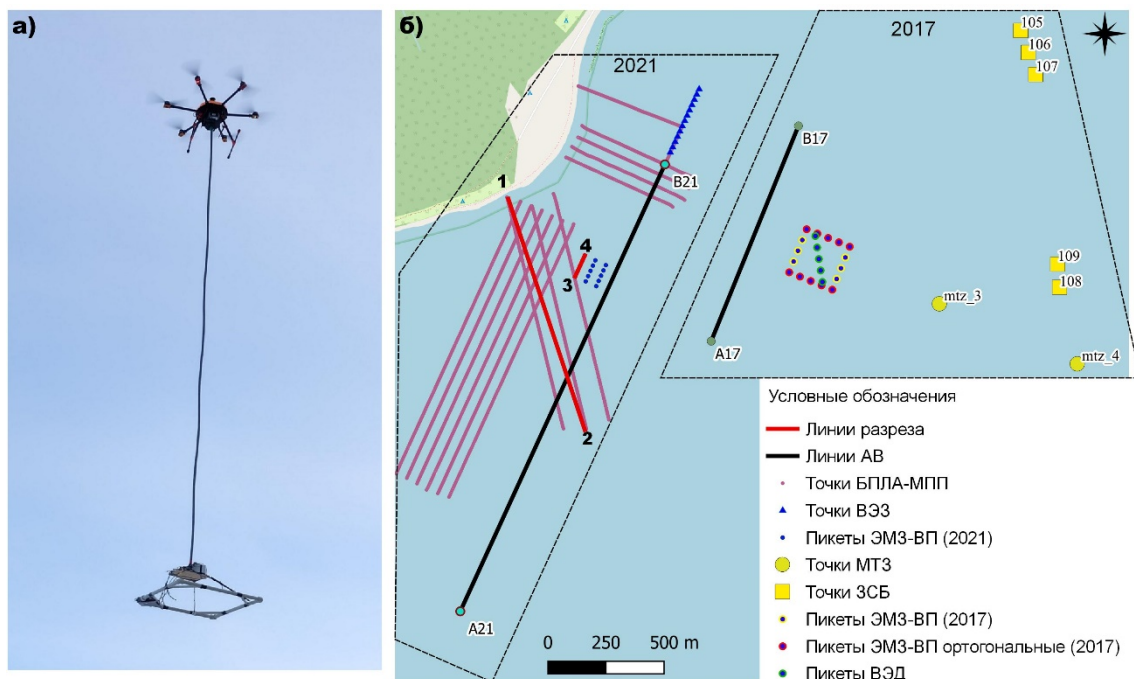 а)
б)
2021
2017
105
106
107
B17
1
B21
4
3
109
108
mtz_3
A17
mtz_4
2
A21
0 250 500 m
Условные обозначения
Линии разреза
Линии АВ
Точки БПЛА-МПП
Точки ВЭЗ
Пикеты ЭМЗ-ВП (2021)
Точки МТЗ
Точки ЗСБ
Пикеты ЭМЗ-ВП (2017)
Пикеты ЭМЗ-ВП ортогональные (2017)
Пикеты ВЭД